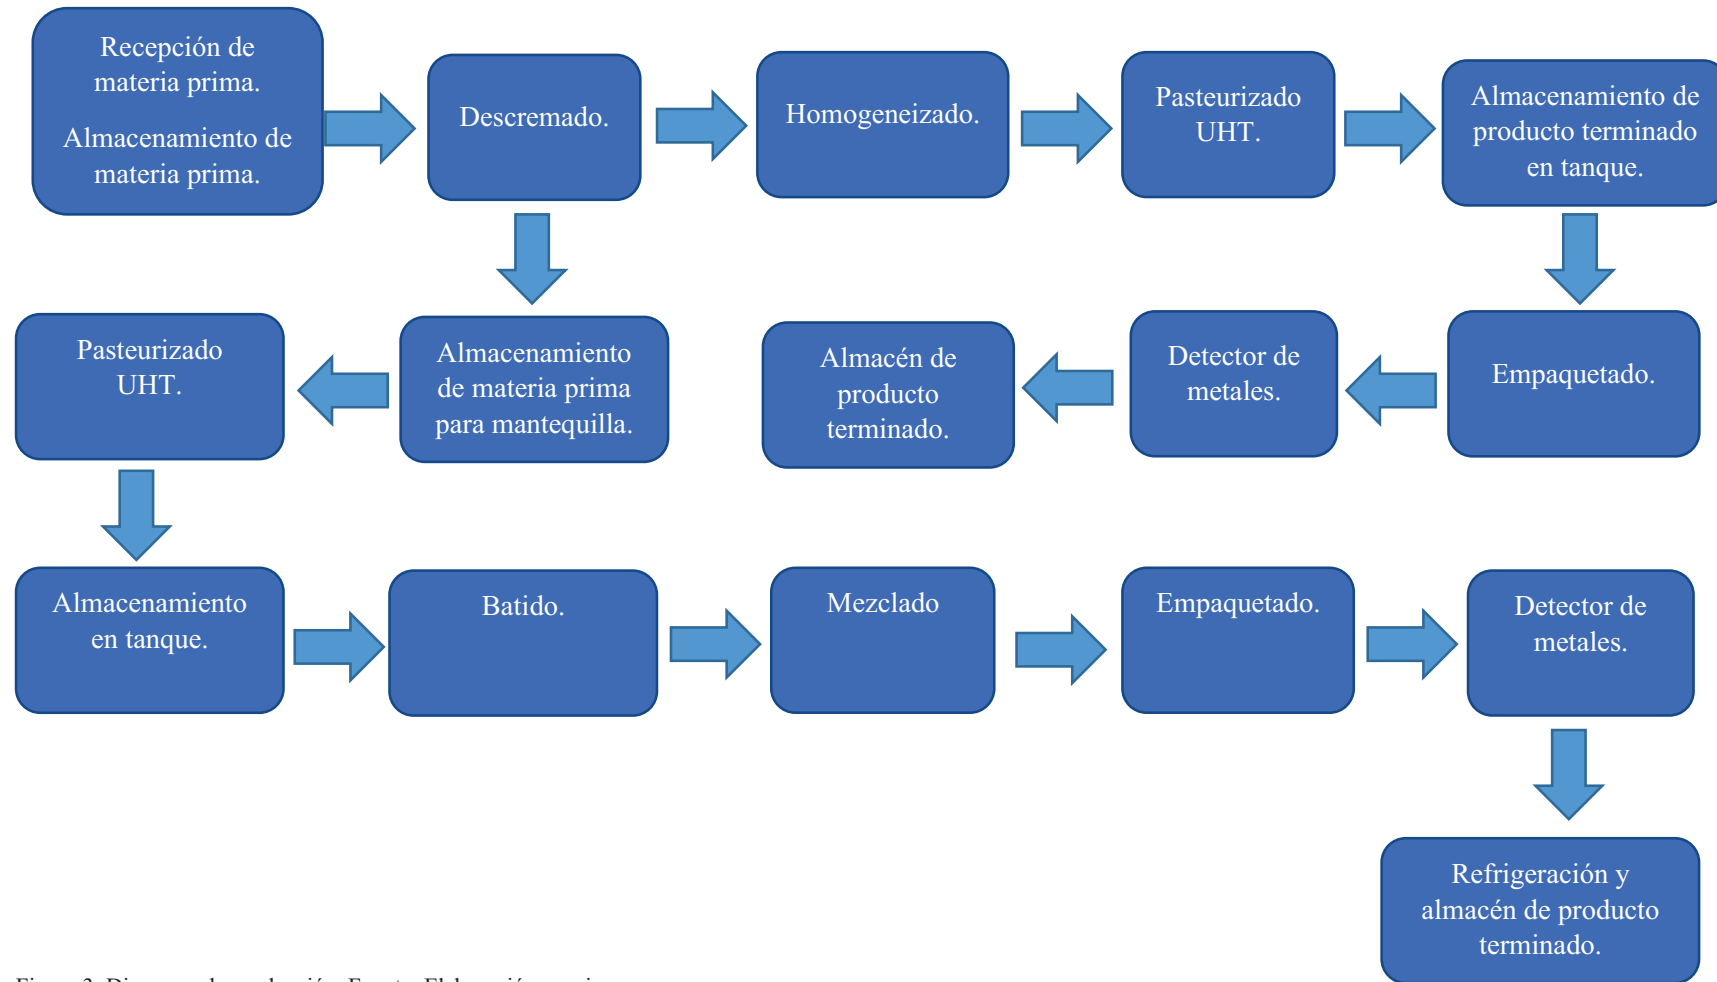 Recepción de
materia prima.
Almacenamiento de
materia prima.
Descremado.
Homogeneizado.
Pasteurizado
UHT.
Almacenamiento de
producto terminado
en tanque.
Empaquetado.
Detector de
metales.
Almacén de
producto
terminado.
Almacenamiento
de materia prima
para mantequilla.
Pasteurizado
UHT.
Almacenamiento
en tanque.
Batido.
Mezclado
Empaquetado.
Detector de
metales.
Refrigeración y
almacén de producto
terminado.